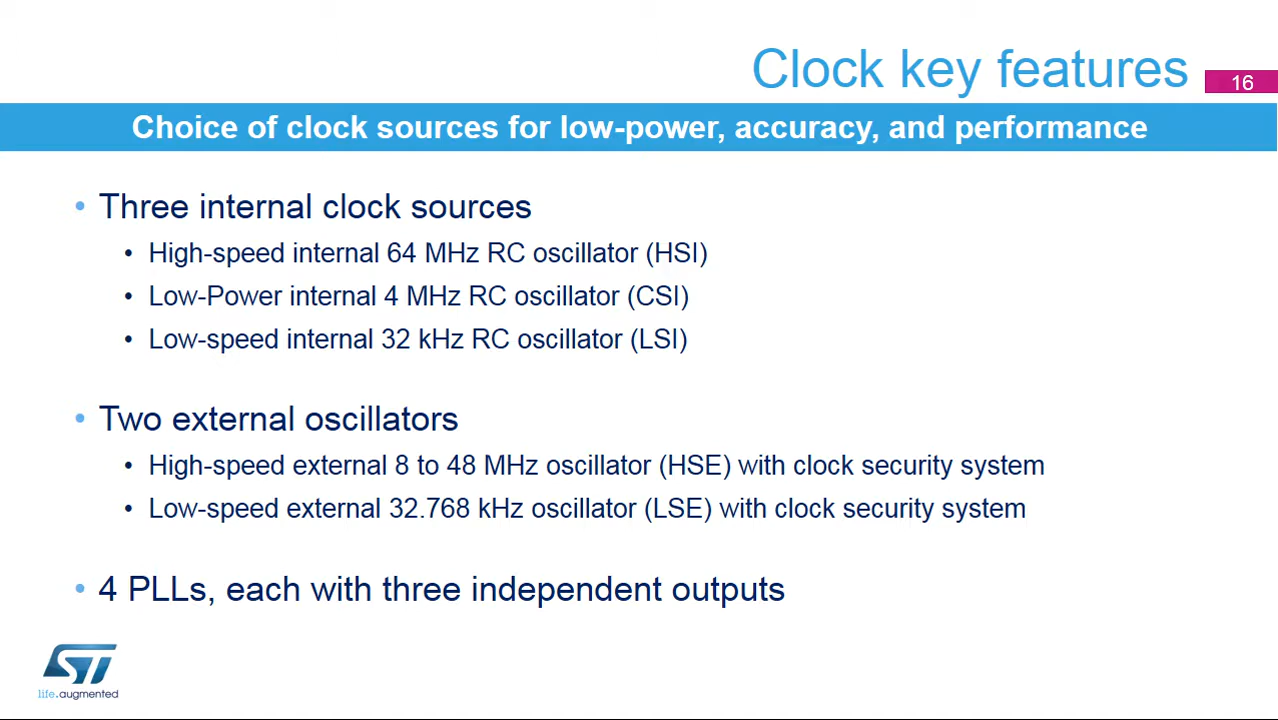 Clock key features
16
Choice of clock sources for low-power, accuracy, and performance
• Three internal clock sources
• High-speed internal 64 MHz RC oscillator (HSI)
• Low-Power internal 4 MHz RC oscillator (CSI)
• Low-speed internal 32 kHz RC oscillator (LSI)
• Two external oscillators
• High-speed external 8 to 48 MHz oscillator (HSE) with clock security system
• Low-speed external 32.768 kHz oscillator (LSE) with clock security system
• 4 PLLs, each with three independent outputs
ST
life.augmented